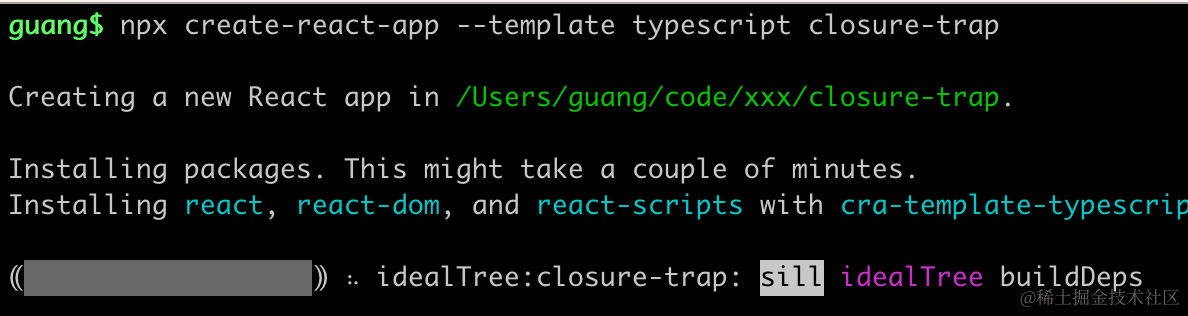 guang$ npx create-react-app --template typescript closure-trap
Creating a new React app in /Users/guang/code/xxx/closure-trap.
Installing packages. This might take a couple of minutes.
Installing react, react-dom, and react-scripts with cra-template-typescrip
(( )) ⠦ idealTree:closure-trap: sill idealTree buildDeps
@稀土掘金技术社区